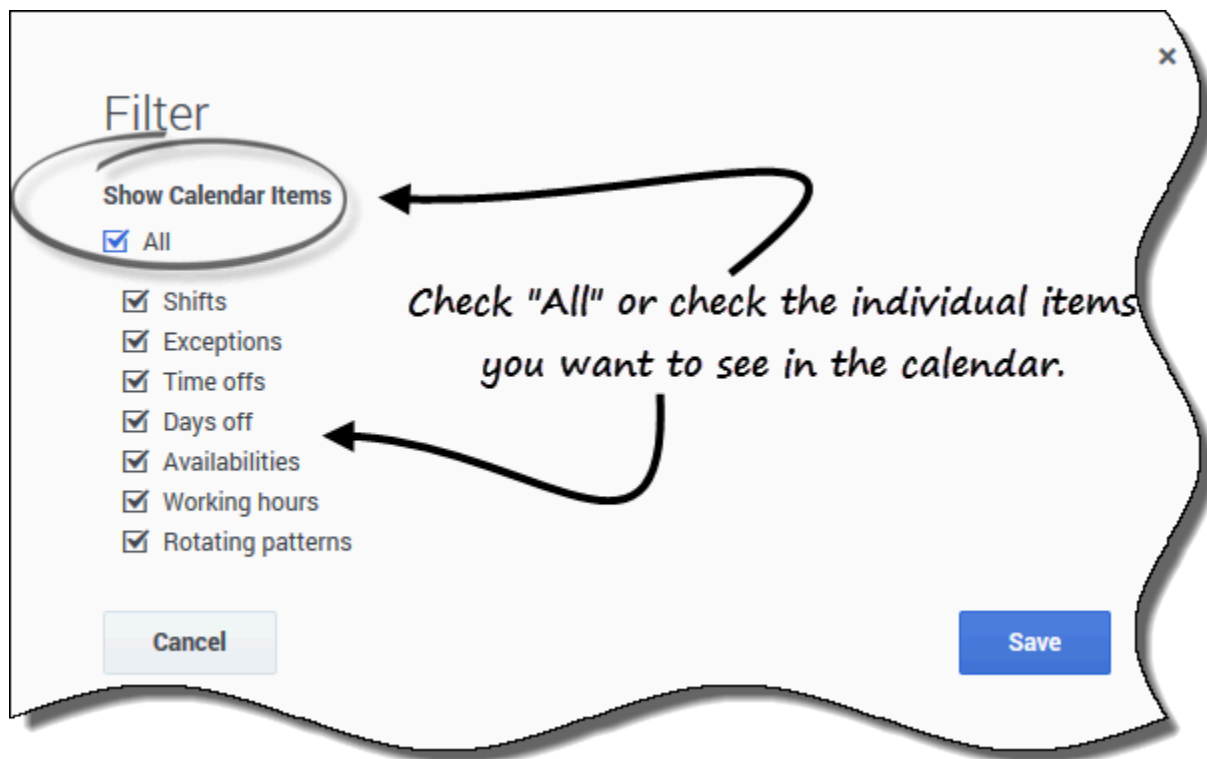 Filter
Show Calendar Items
All
Shifts
Exceptions
Time offs
Days off
Availabilities
Working hours
Rotating patterns
Check "All" or check the individual items
you want to see in the calendar.
Cancel
Save